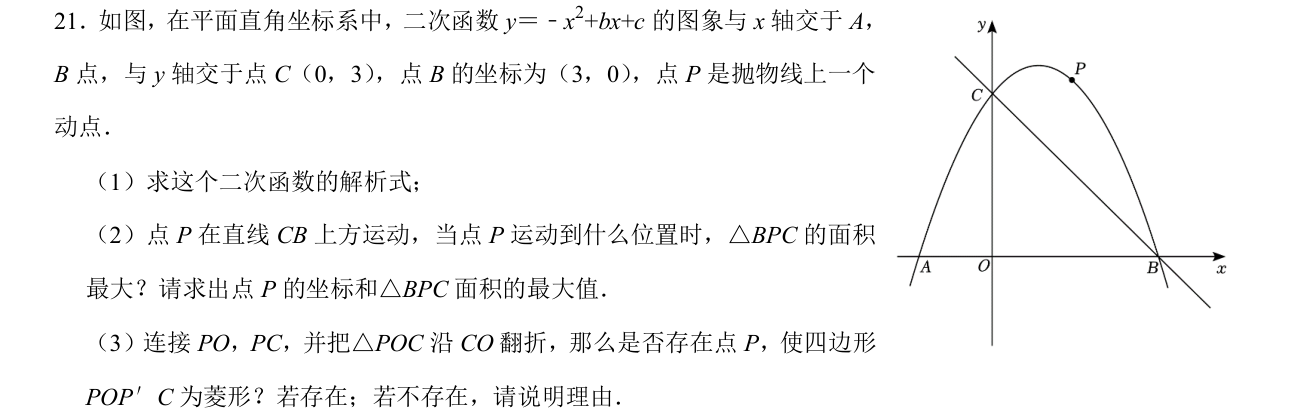 21．如图，在平面直角坐标系中，二次函数 y＝﹣x²+bx+c 的图象与 x 轴交于 A，
B 点，与 y 轴交于点 C（0，3），点 B 的坐标为（3，0），点 P 是抛物线上一个
动点．
（1）求这个二次函数的解析式；
（2）点 P 在直线 CB 上方运动，当点 P 运动到什么位置时，△BPC 的面积
最大？请求出点 P 的坐标和△BPC 面积的最大值．
（3）连接 PO，PC，并把△POC 沿 CO 翻折，那么是否存在点 P，使四边形
POP′ C 为菱形？若存在；若不存在，请说明理由．
y
P
C
A
O
B
x